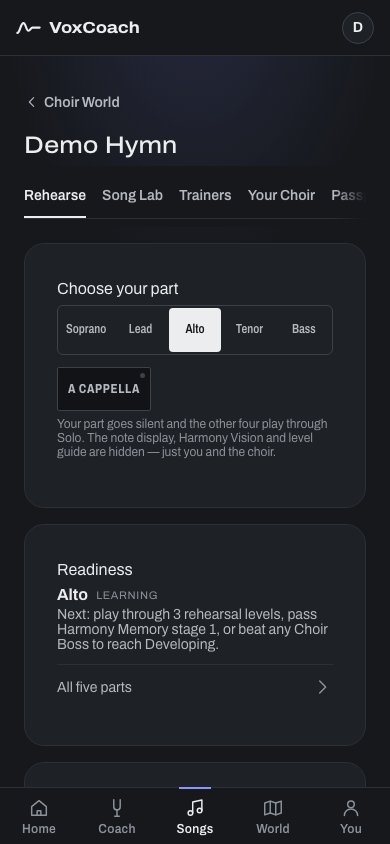 VoxCoach
D
Choir World
Demo Hymn
Rehearse Song Lab Trainers Your Choir Pass
Choose your part
Soprano Lead Alto Tenor Bass
A CAPPELLA
Your part goes silent and the other four play through
Solo. The note display, Harmony Vision and level
guide are hidden — just you and the choir.
Readiness
Alto LEARNING
Next: play through 3 rehearsal levels, pass
Harmony Memory stage 1, or beat any Choir
Boss to reach Developing.
All five parts
Home Coach Songs World You